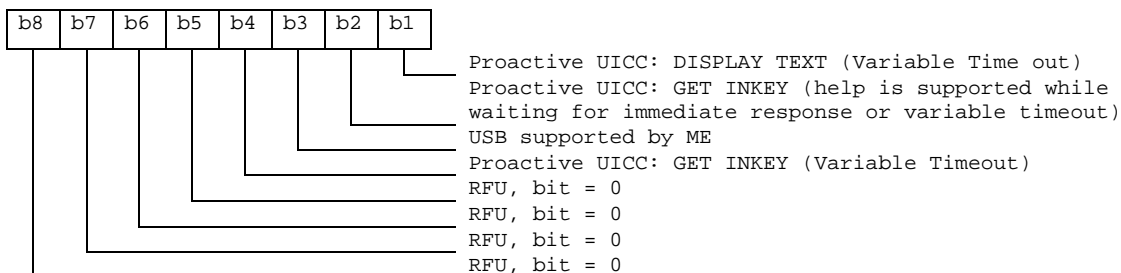 b8 b7 b6 b5 b4 b3 b2 b1
Proactive UICC: DISPLAY TEXT (Variable Time out)
Proactive UICC: GET INKEY (help is supported while
waiting for immediate response or variable timeout)
USB supported by ME
Proactive UICC: GET INKEY (Variable Timeout)
RFU, bit = 0
RFU, bit = 0
RFU, bit = 0
RFU, bit = 0